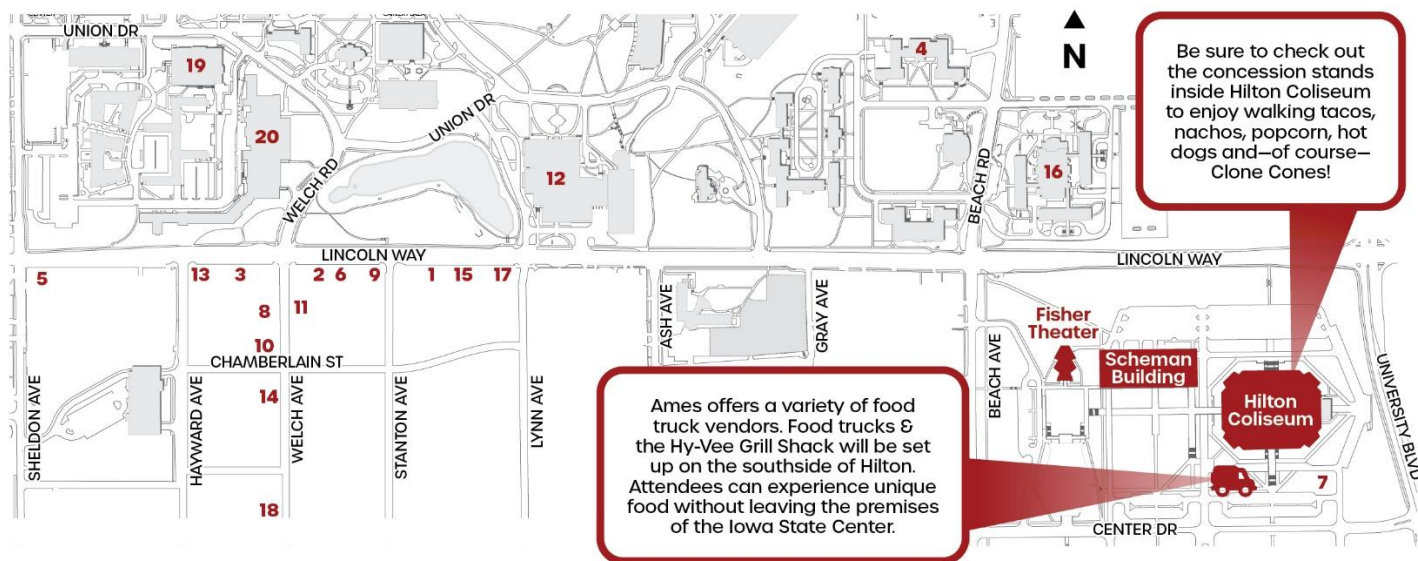 UNION DR
19
20
WELCH RD
UNION DR
12
4
N
BEACH RD
16
Be sure to check out
the concession stands
inside Hilton Coliseum
to enjoy walking tacos,
nachos, popcorn, hot
dogs and—of course—
Clone Cones!
LINCOLN WAY
LINCOLN WAY
5
13
3
2
6
9
1
15
17
8
11
10
CHAMBERLAIN ST
14
18
SHELDON AVE
HAYWARD AVE
WELCH AVE
STANTON AVE
LYNN AVE
ASH AVE
GRAY AVE
BEACH AVE
Fisher
Theater
Scheman
Building
Hilton
Coliseum
UNIVERSITY BLVD
Ames offers a variety of food
truck vendors. Food trucks &
the Hy-Vee Grill Shack will be set
up on the southside of Hilton.
Attendees can experience unique
food without leaving the premises
of the Iowa State Center.
7
CENTER DR